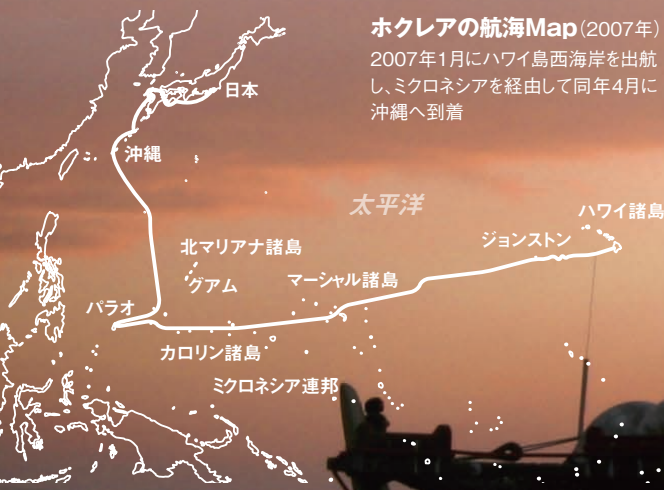 ホクレアの航海Map(2007年)
2007年1月にハワイ島西海岸を出航
し、ミクロネシアを経由して同年4月に
沖縄へ到着
日本
沖縄
太平洋
ハワイ諸島
ジョンストン
北マリアナ諸島
グアム
マーシャル諸島
パラオ
カロリン諸島
ミクロネシア連邦